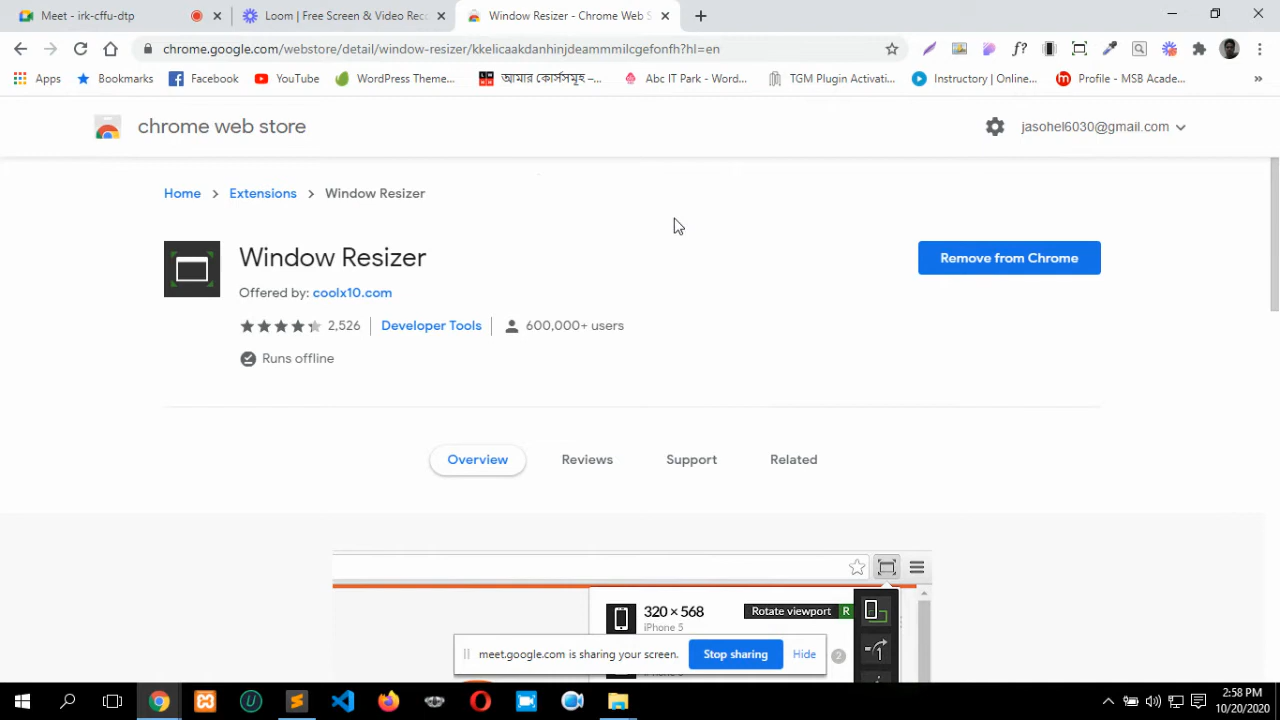 Meet - irk-cffu-dtp
Loom | Free Screen & Video Rec
Window Resizer - Chrome Web S
chrome.google.com/webstore/detail/window-resizer/kkelicaakdanhinjdeammmilcgefonfh?hl=en
f?
Apps
Bookmarks
Facebook
YouTube
WordPress Theme...
আমার কোর্সসমূহ –...
Abc IT Park - Word...
TGM Plugin Activati...
Instructory | Online...
Profile - MSB Acade...
chrome web store
jasohel6030@gmail.com
Home > Extensions > Window Resizer
Window Resizer
Remove from Chrome
Offered by: coolx10.com
2,526
Developer Tools
600,000+ users
Runs offline
Overview
Reviews
Support
Related
320 × 568
Rotate viewport R
iPhone 5
meet.google.com is sharing your screen.
Stop sharing
Hide
2
2:58 PM
10/20/2020